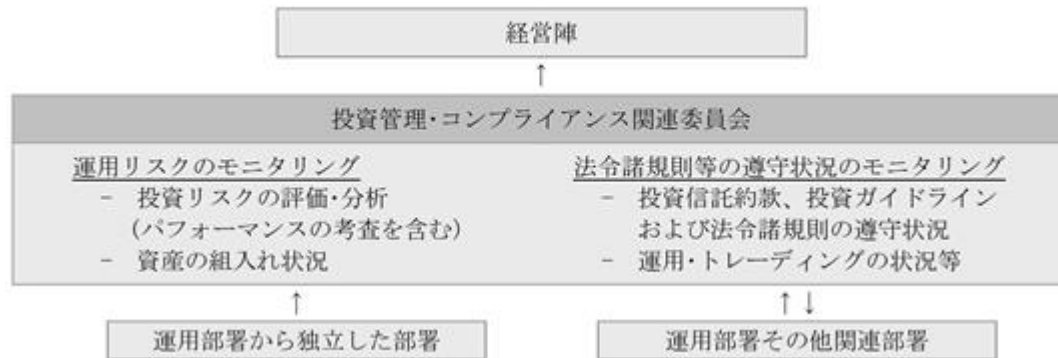 経営陣
↑
投資管理･コンプライアンス関連委員会
運用リスクのモニタリング
− 投資リスクの評価･分析
(パフォーマンスの考査を含む)
− 資産の組入れ状況
法令諸規則等の遵守状況のモニタリング
− 投資信託約款、投資ガイドライン
および法令諸規則の遵守状況
− 運用･トレーディングの状況等
↑
↑↓
運用部署から独立した部署
運用部署その他関連部署